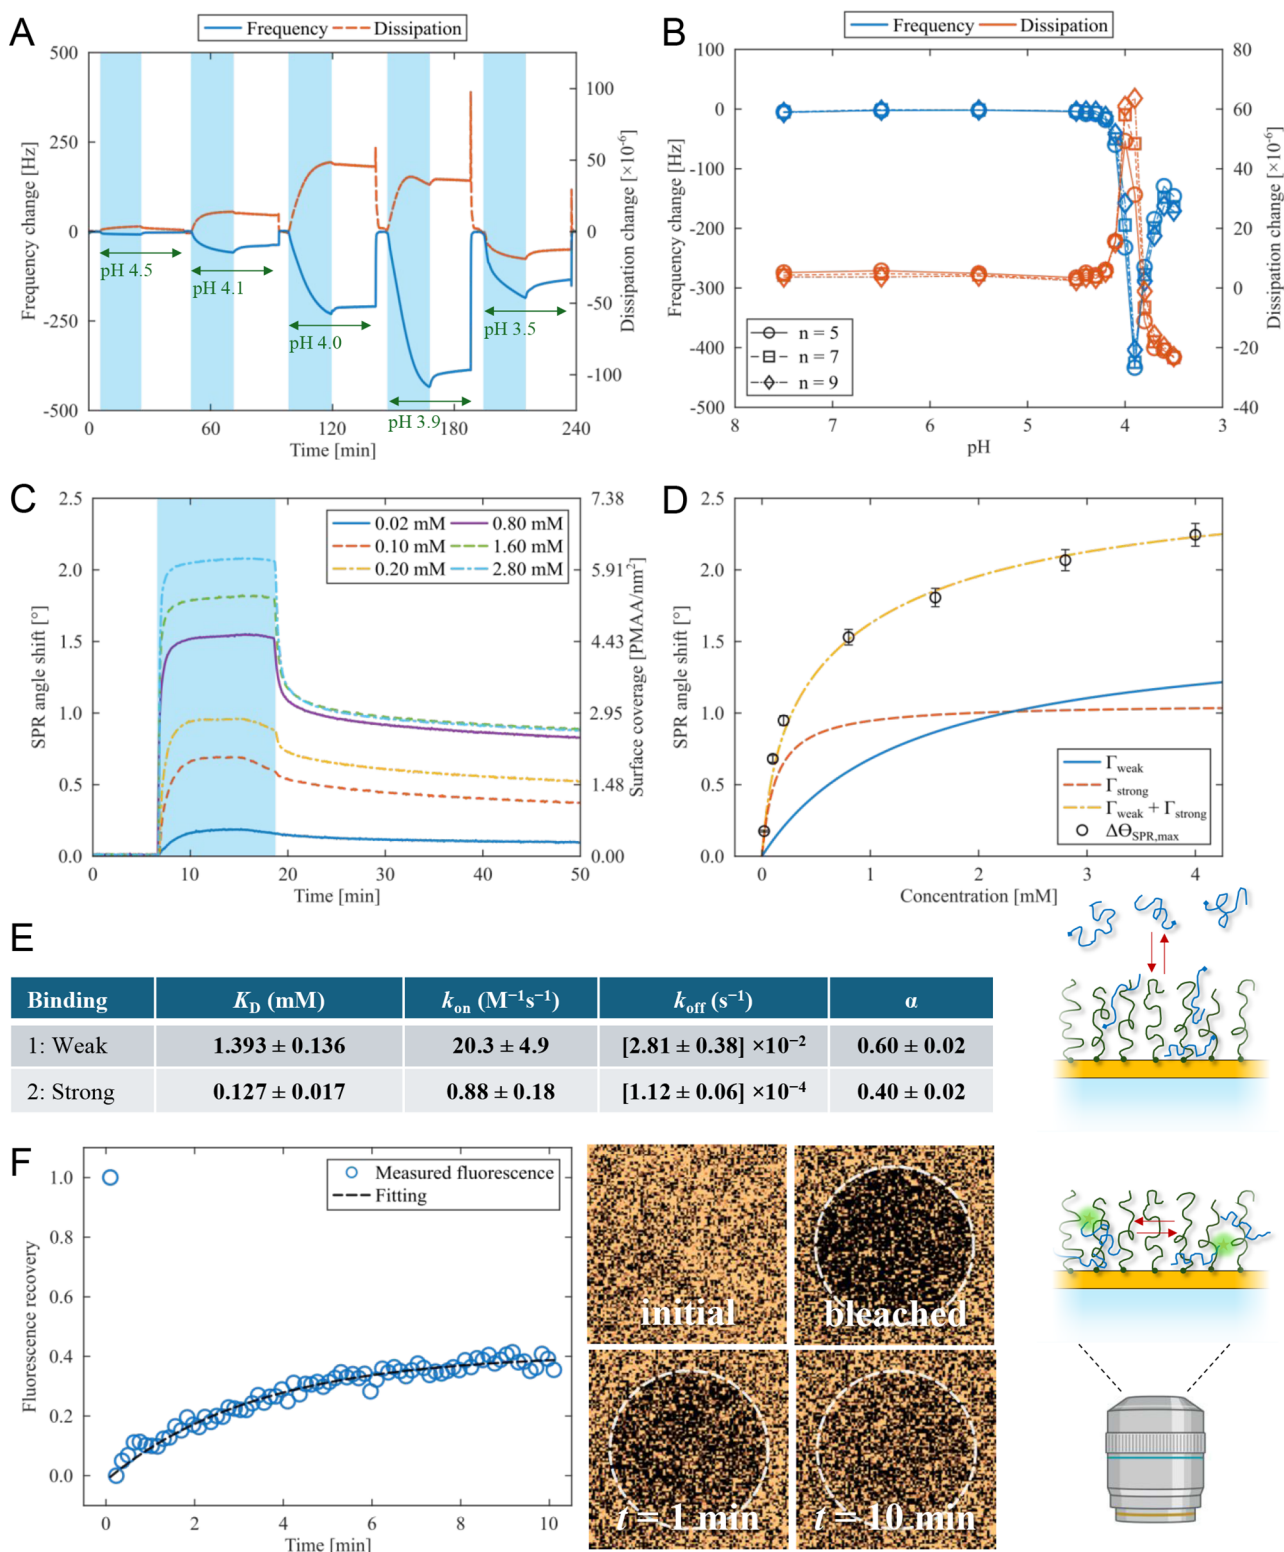 A
Frequency Dissipation
500
250
0
-250
-500
100
50
0
-50
-100
Frequency change [Hz]
Dissipation change [×10⁻⁶]
pH 4.5
pH 4.1
pH 4.0
pH 3.9
pH 3.5
0 60 120 180 240
Time [min]
B
Frequency Dissipation
100
0
-100
-200
-300
-400
-500
80
60
40
20
0
-20
-40
Frequency change [Hz]
Dissipation change [×10⁻⁶]
n = 5
n = 7
n = 9
8 7 6 5 4 3
pH
C
2.5
2.0
1.5
1.0
0.5
0.0
7.38
5.91
4.43
2.95
1.48
0.00
SPR angle shift [°]
Surface coverage [PMAA/nm²]
0.02 mM 0.80 mM
0.10 mM 1.60 mM
0.20 mM 2.80 mM
0 10 20 30 40 50
Time [min]
D
2.5
2.0
1.5
1.0
0.5
0.0
SPR angle shift [°]
Γweak
Γstrong
Γweak + Γstrong
ΔΘSPR,max
0 1 2 3 4
Concentration [mM]
E
Binding KD (mM) kon (M⁻¹s⁻¹) koff (s⁻¹) α
1: Weak 1.393 ± 0.136 20.3 ± 4.9 [2.81 ± 0.38] ×10⁻² 0.60 ± 0.02
2: Strong 0.127 ± 0.017 0.88 ± 0.18 [1.12 ± 0.06] ×10⁻⁴ 0.40 ± 0.02
F
1.0
0.8
0.6
0.4
0.2
0.0
Fluorescence recovery
Measured fluorescence
Fitting
0 2 4 6 8 10
Time [min]
initial
bleached
t = 1 min
t = 10 min